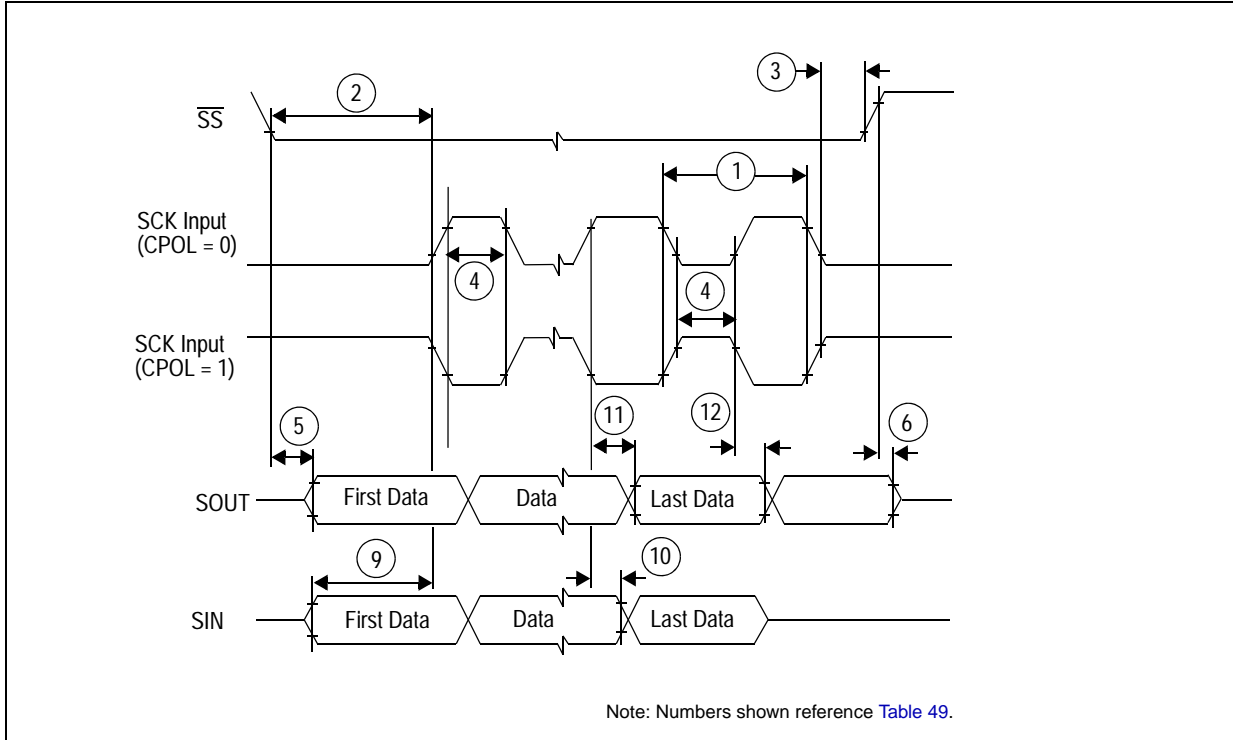 3
2
SS
1
SCK Input
(CPOL = 0)
4
4
SCK Input
(CPOL = 1)
11
12
5
6
SOUT
First Data
Data
Last Data
9
10
SIN
First Data
Data
Last Data
Note: Numbers shown reference Table 49.